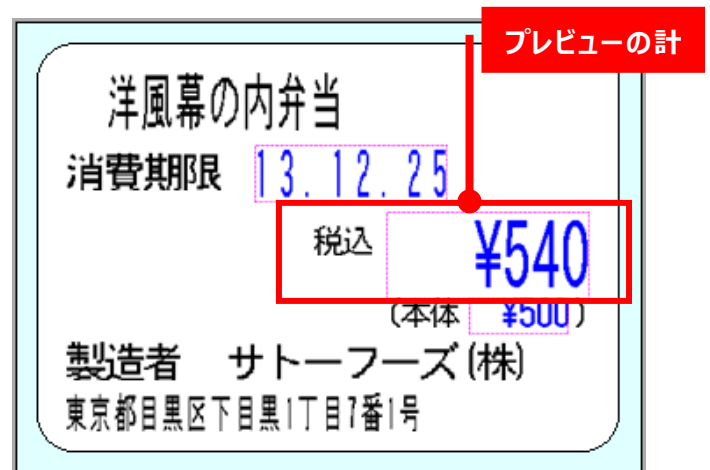 プレビューの計
洋風幕の内弁当
消費期限 13.12.25
税込 ¥540
(本体 ¥500)
製造者 サトーフーズ(株)
東京都目黒区下目黒1丁目7番1号